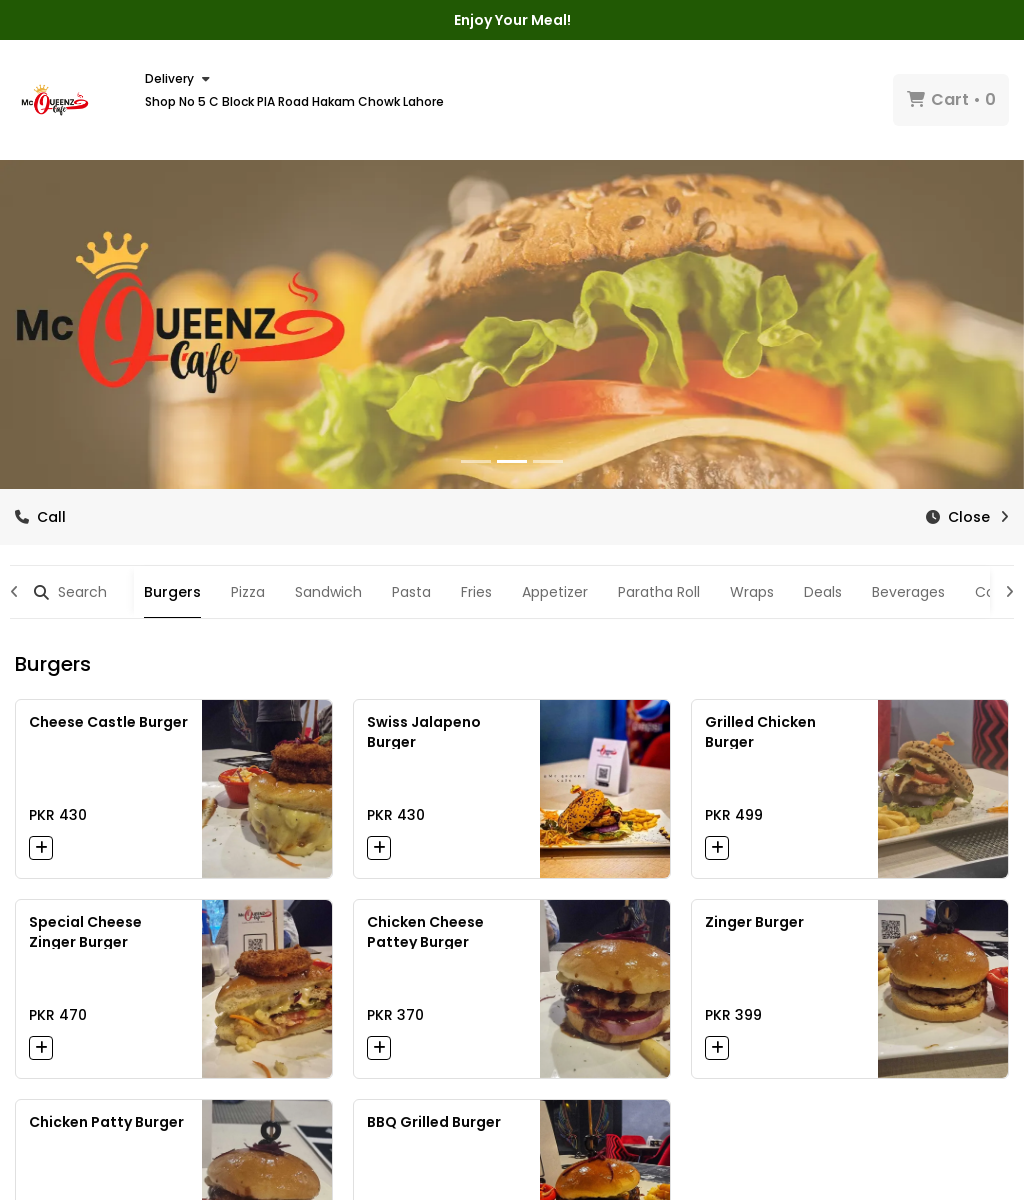 Enjoy Your Meal!
Mc QUEENZ
Cafe
Delivery
Shop No 5 C Block PIA Road Hakam Chowk Lahore
Cart • 0
Mc QUEENZ
Cafe
Call
Close
Search
Burgers
Pizza
Sandwich
Pasta
Fries
Appetizer
Paratha Roll
Wraps
Deals
Beverages
Burgers
Cheese Castle Burger
PKR 430
Swiss Jalapeno
Burger
PKR 430
Grilled Chicken
Burger
PKR 499
Special Cheese
Zinger Burger
PKR 470
Chicken Cheese
Pattey Burger
PKR 370
Zinger Burger
PKR 399
Chicken Patty Burger
BBQ Grilled Burger